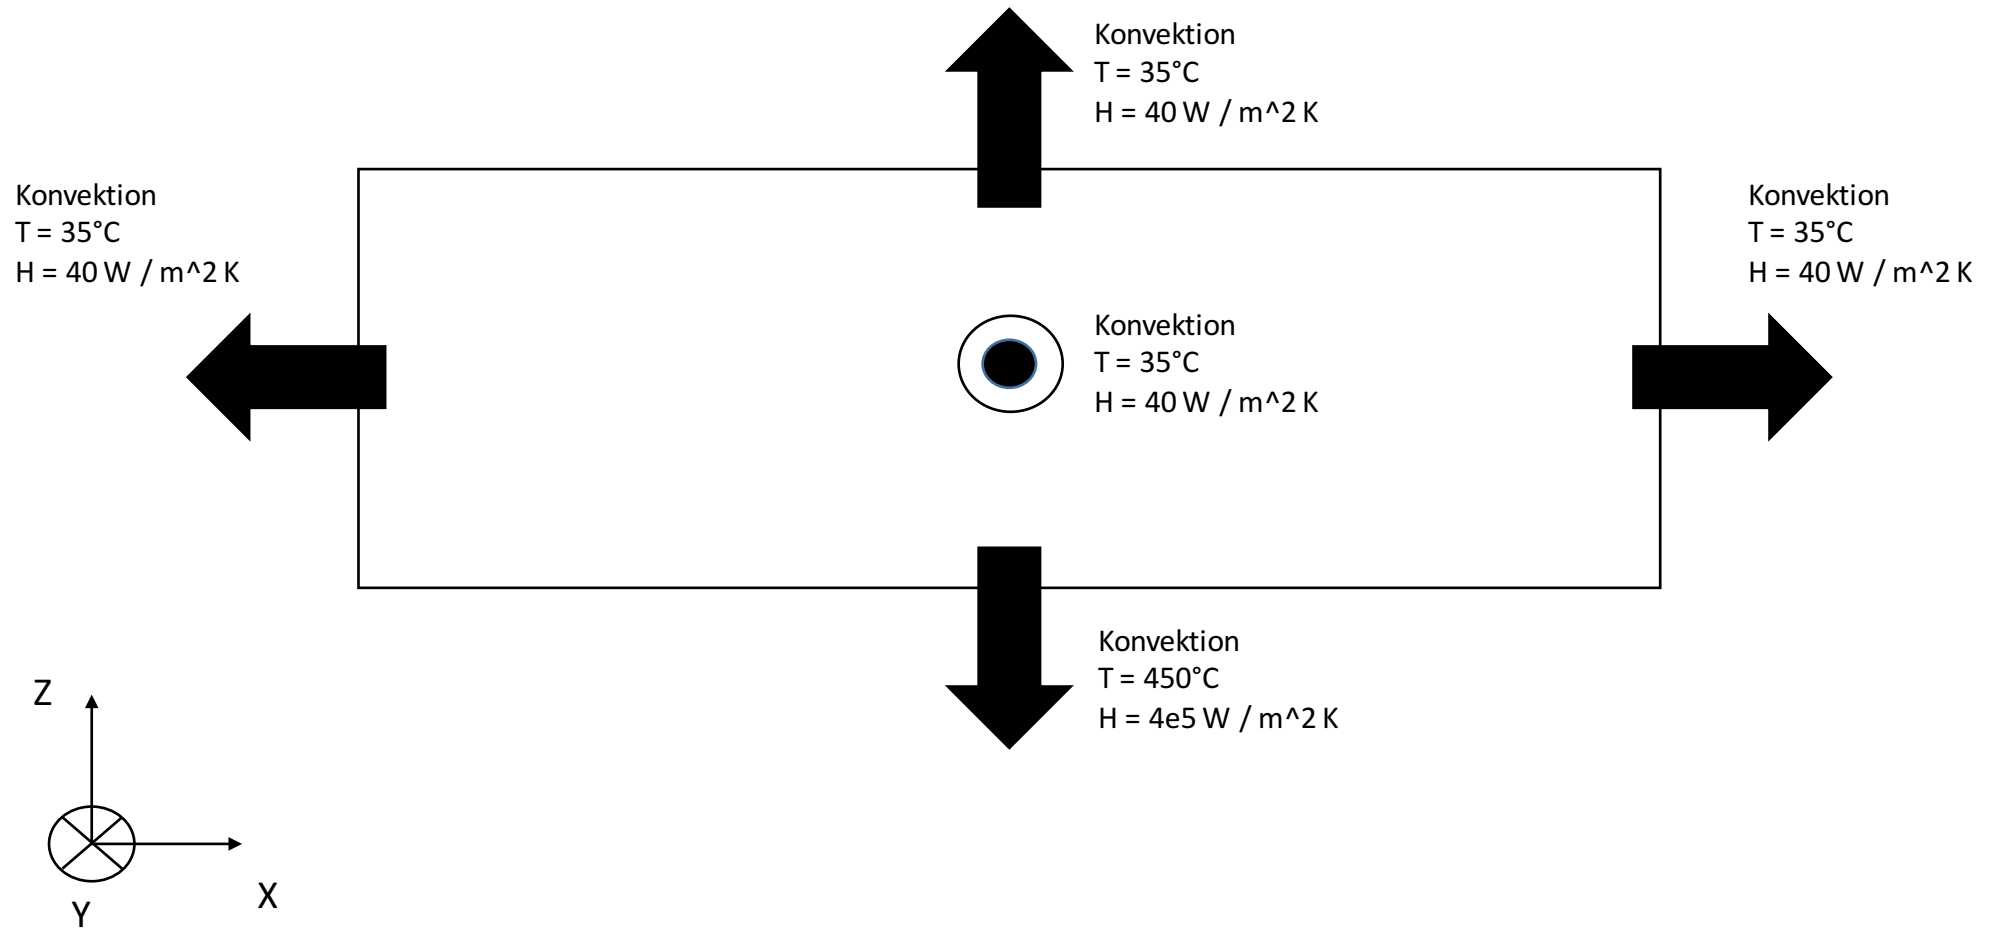 Konvektion
T = 35°C
H = 40 W / m^2 K
Konvektion
T = 35°C
H = 40 W / m^2 K
Konvektion
T = 35°C
H = 40 W / m^2 K
Konvektion
T = 35°C
H = 40 W / m^2 K
Konvektion
T = 450°C
H = 4e5 W / m^2 K
Z
X
Y